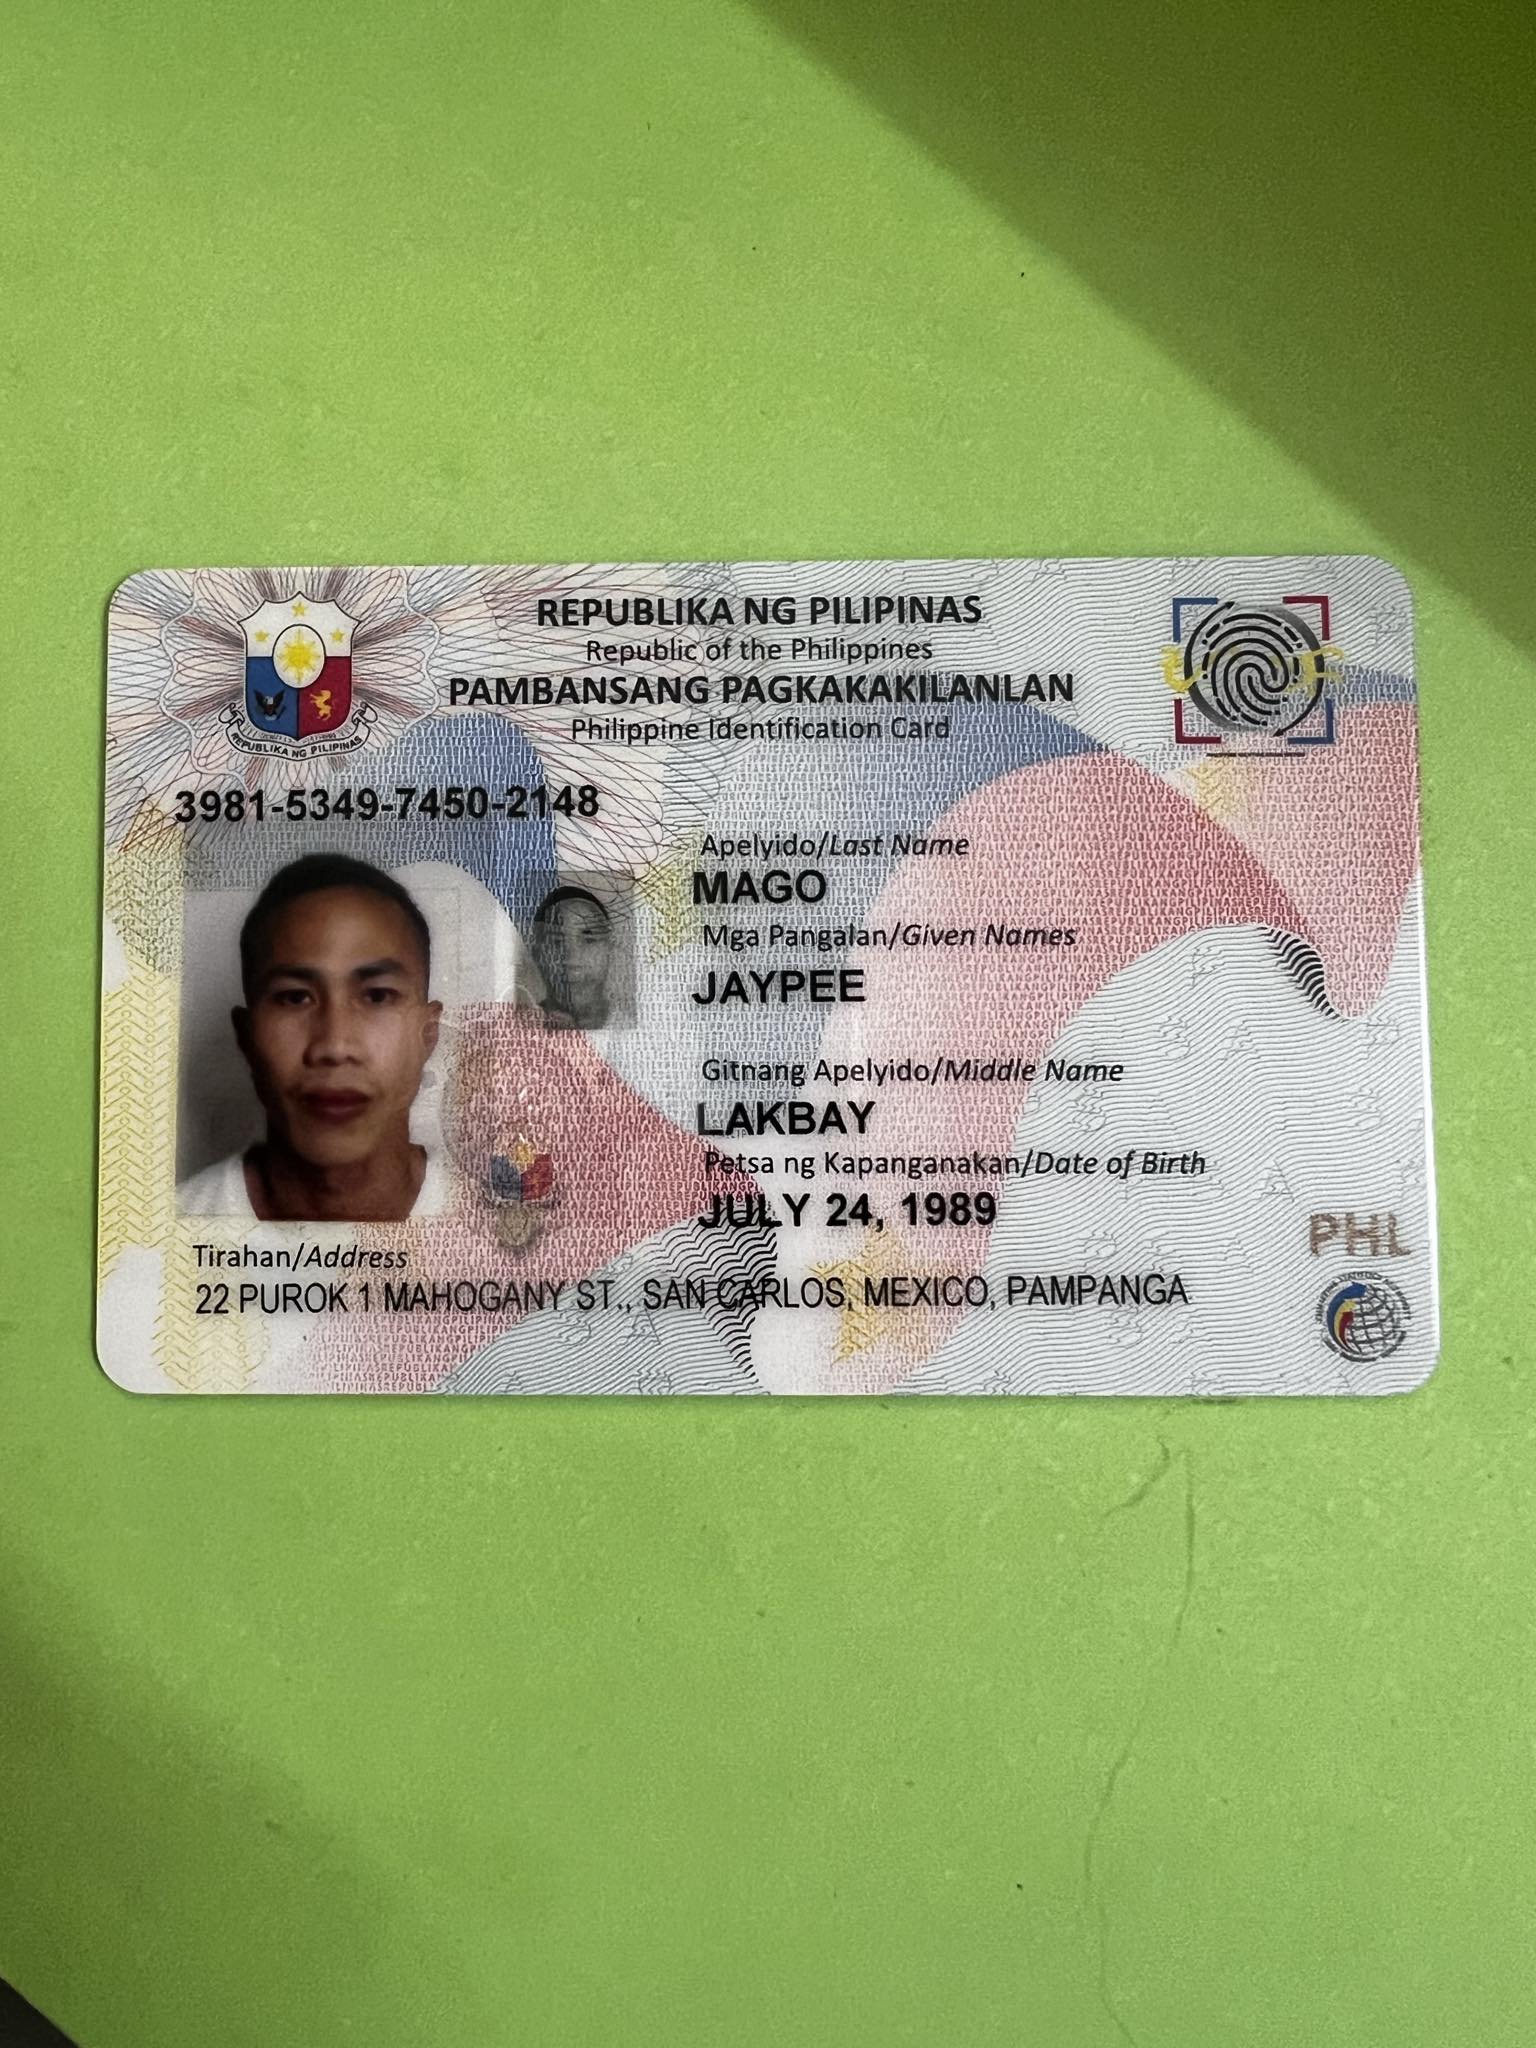 REPUBLIKA NG PILIPINAS
Republic of the Philippines
PAMBANSANG PAGKAKAKILANLAN
Philippine Identification Card
REPUBLIKA NG PILIPINAS
3981-5349-7450-2148
Apelyido/Last Name
MAGO
Mga Pangalan/Given Names
JAYPEE
Gitnang Apelyido/Middle Name
LAKBAY
Petsa ng Kapanganakan/Date of Birth
JULY 24, 1989
PHL
Tirahan/Address
22 PUROK 1 MAHOGANY ST., SAN CARLOS, MEXICO, PAMPANGA